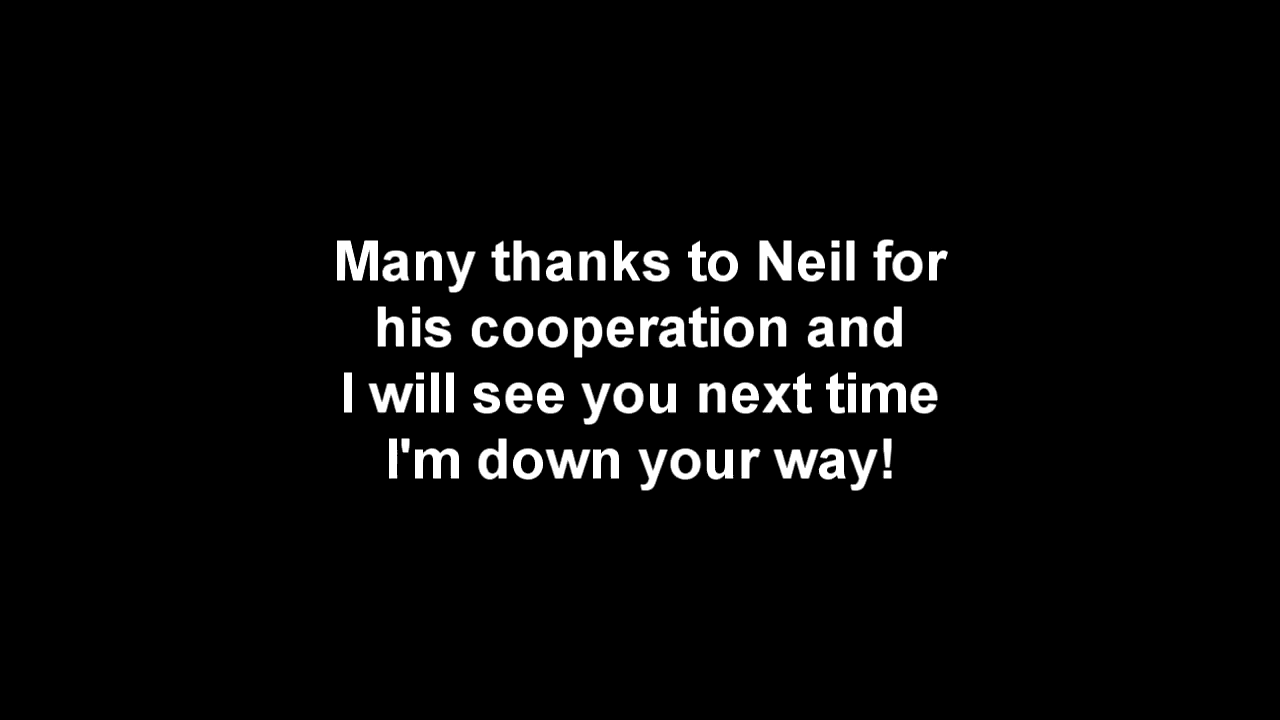 Many thanks to Neil for
his cooperation and
I will see you next time
I'm down your way!